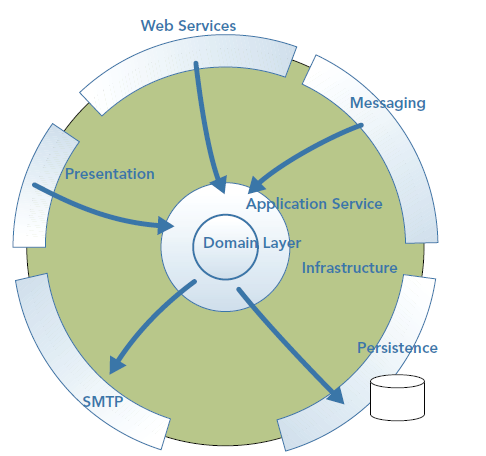 Web Services
Messaging
Presentation
Application Service
Domain Layer
Infrastructure
Persistence
SMTP